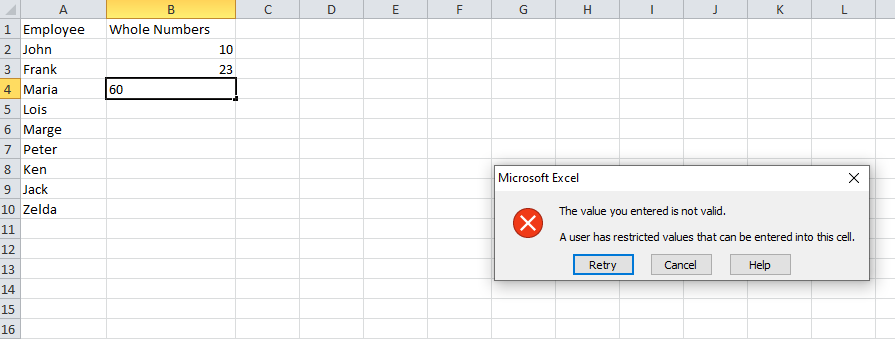 A B C D E F G H I J K L
1 Employee Whole Numbers
2 John 10
3 Frank 23
4 Maria 60
5 Lois
6 Marge
7 Peter
8 Ken
9 Jack
10 Zelda
11
12
13
14
15
16
Microsoft Excel
The value you entered is not valid.
A user has restricted values that can be entered into this cell.
Retry Cancel Help